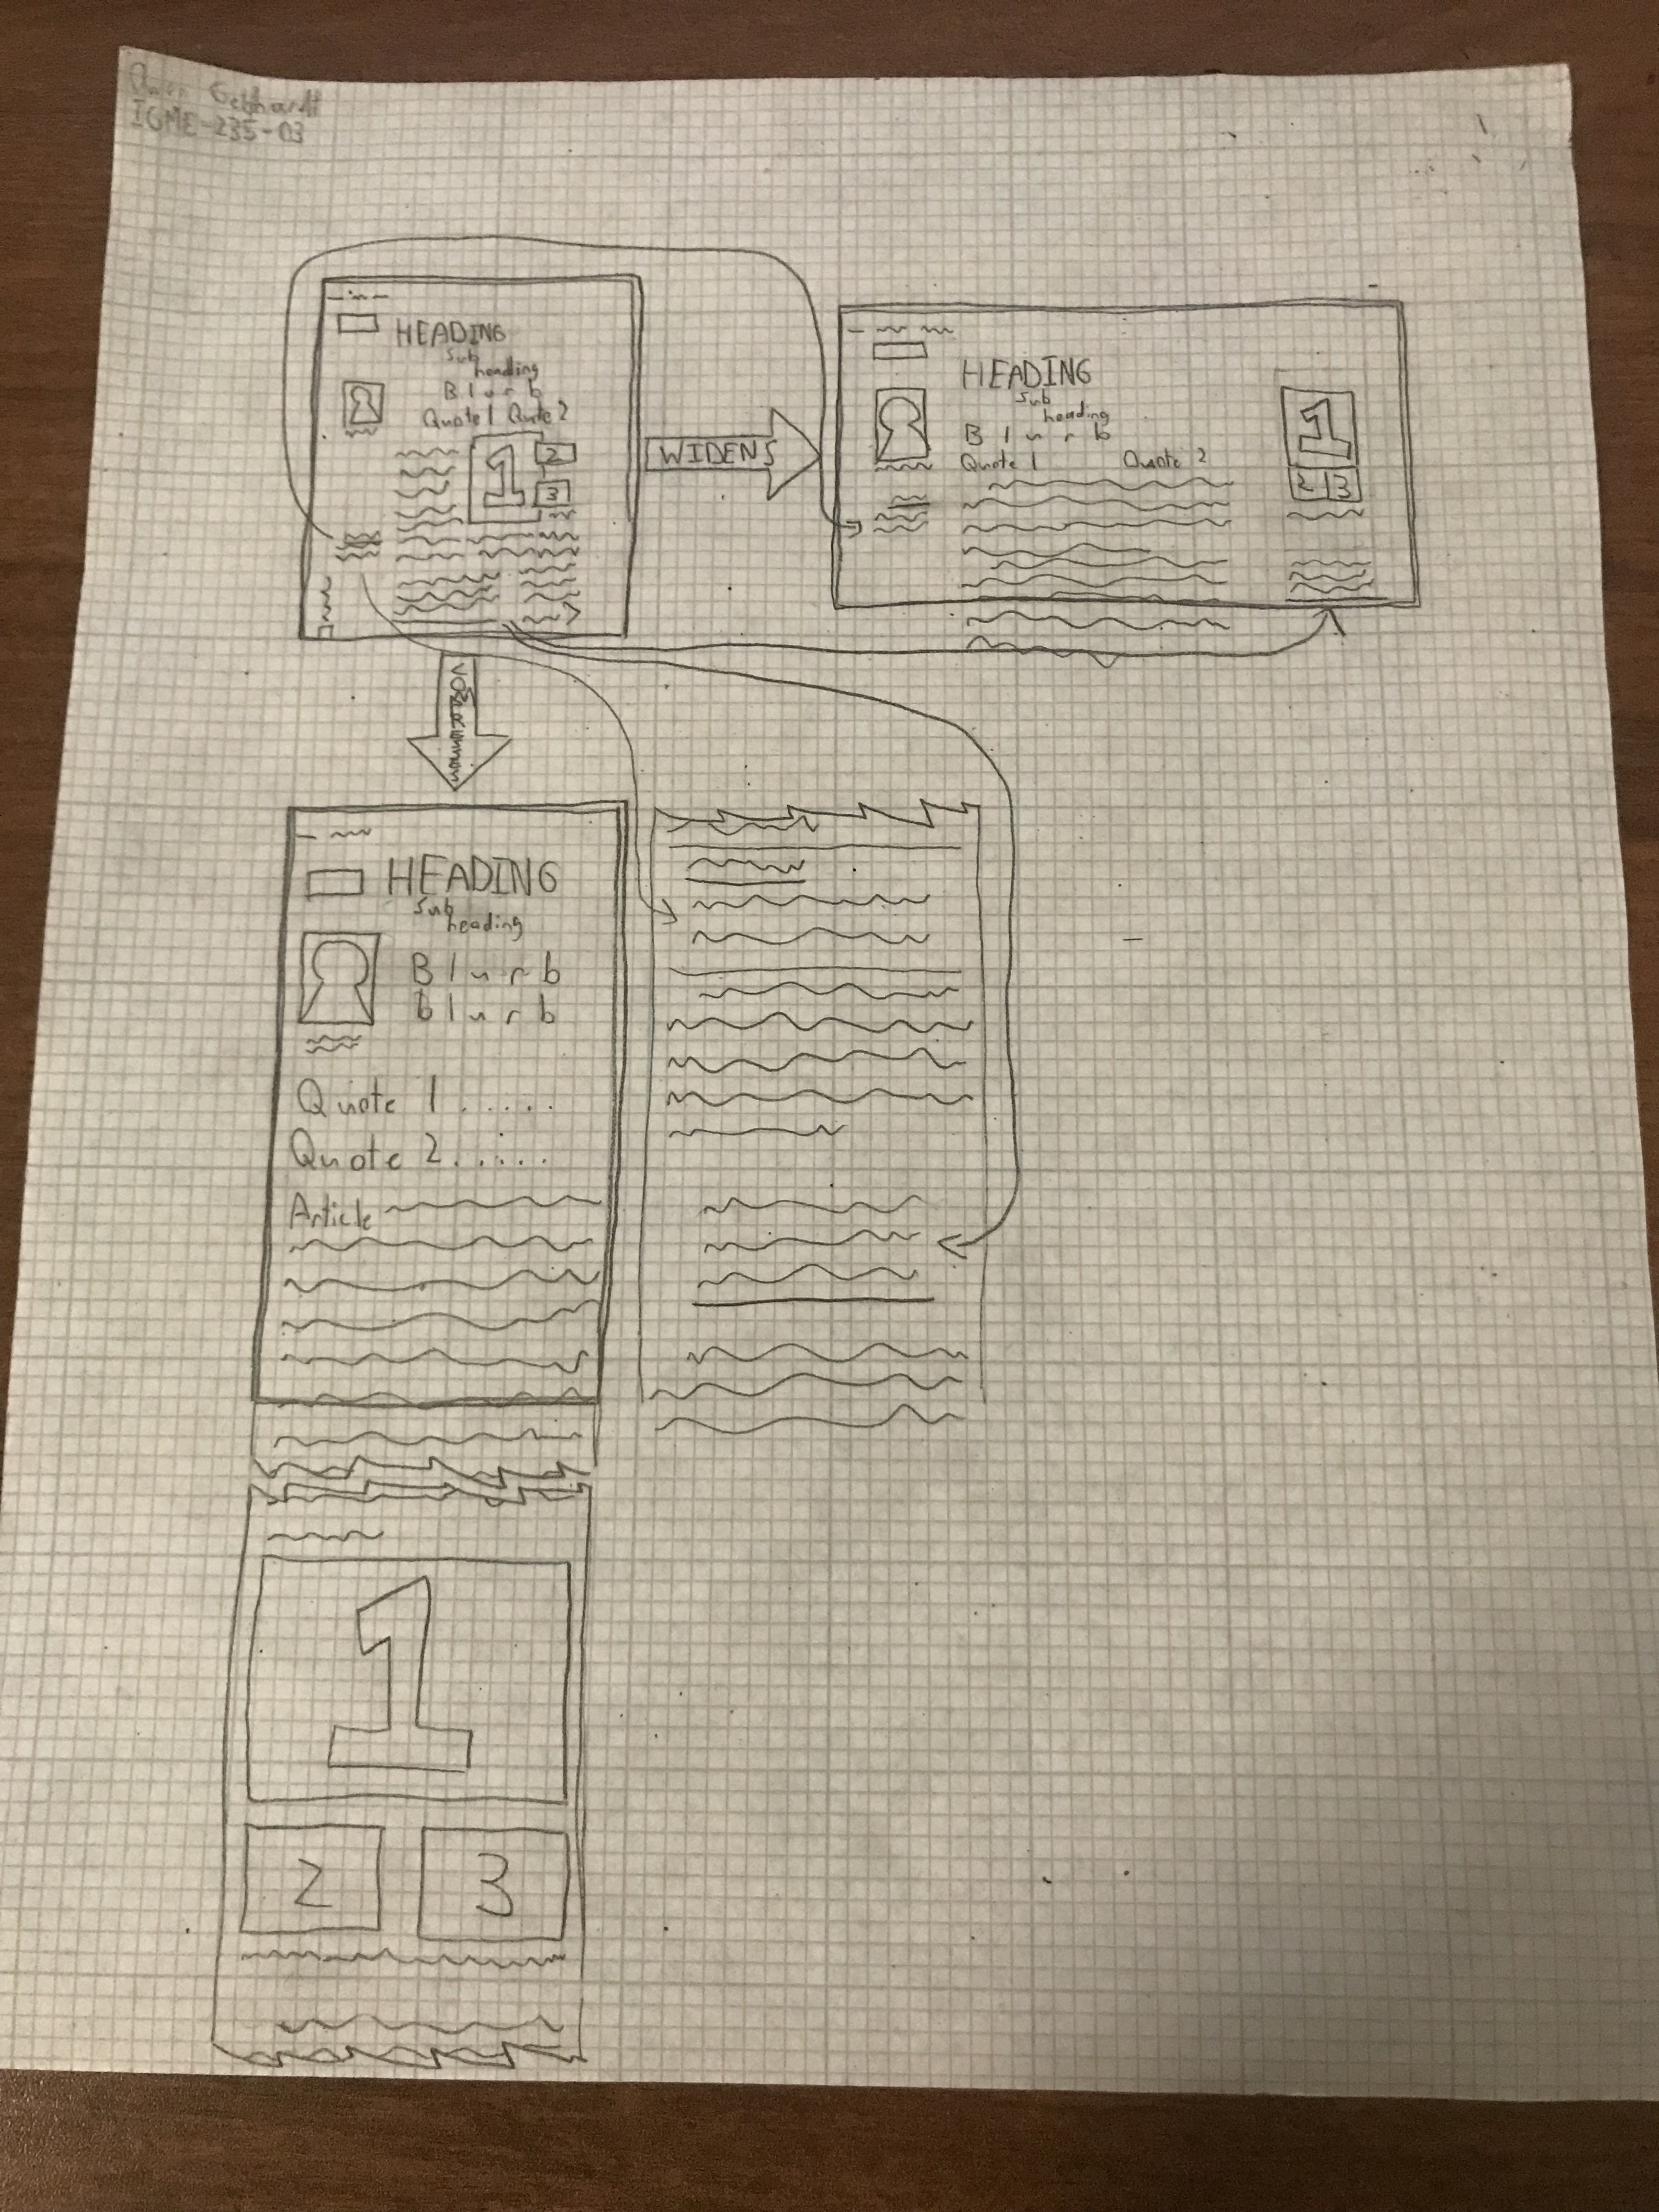 Gebhardt
IGME-235-03
HEADING
Sub
heading
Blurb
Quote 1 Quote 2
1
2
3
WIDENS
HEADING
Sub
heading
Blurb
Quote 1 Quote 2
1
2 3
HEADING
Sub
heading
Blurb
blurb
Quote 1.....
Quote 2.....
Article
1
2 3